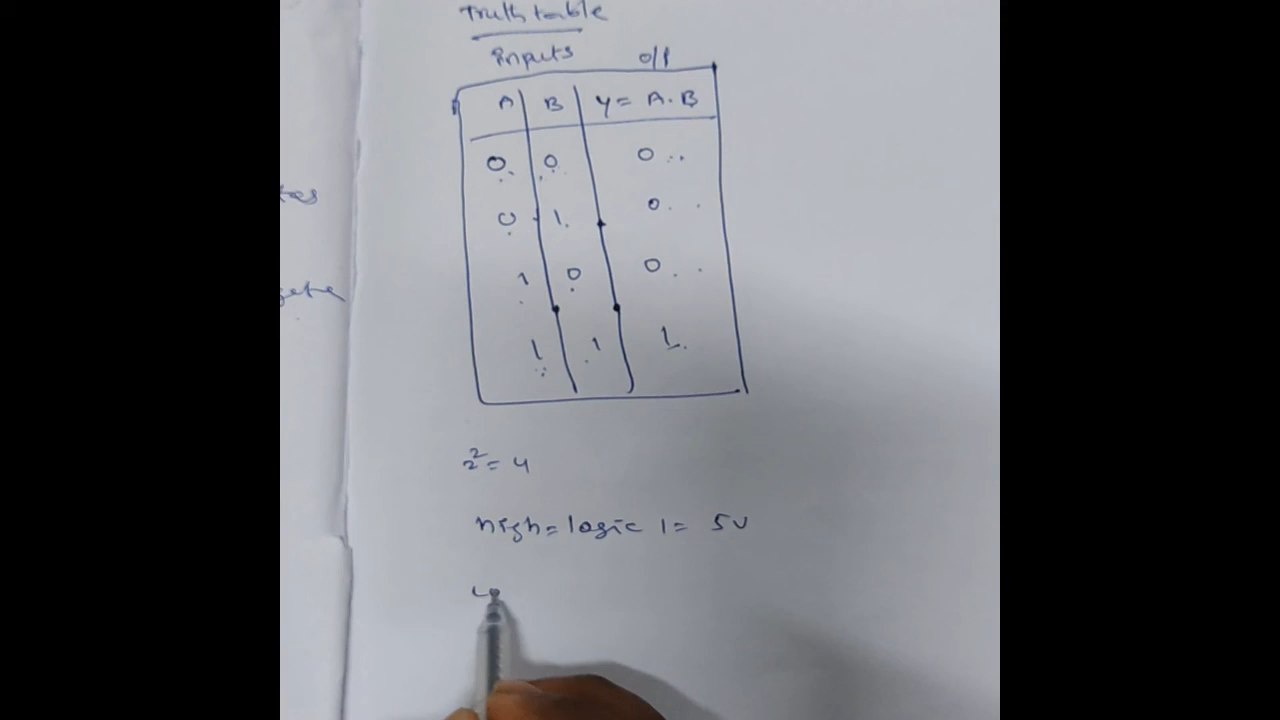 Truth table
inputs o/p
A B Y = A.B
0 0 0
0 1 0
1 0 0
1 1 1
2² = 4
high = logic 1 = 5v
Lo